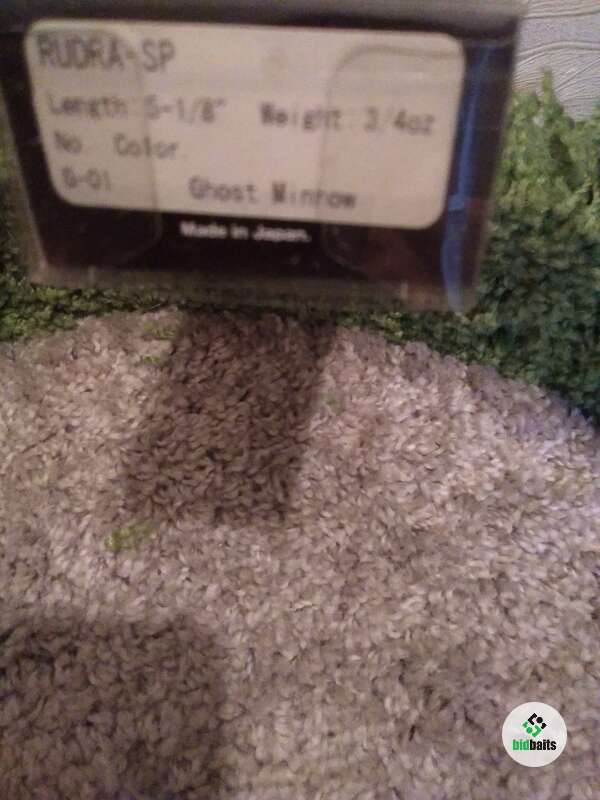 RUDRA-SP
Length:5-1/8" Weight:3/4oz
No. Color.
G-01 Ghost Minnow
Made in Japan.
bidbaits